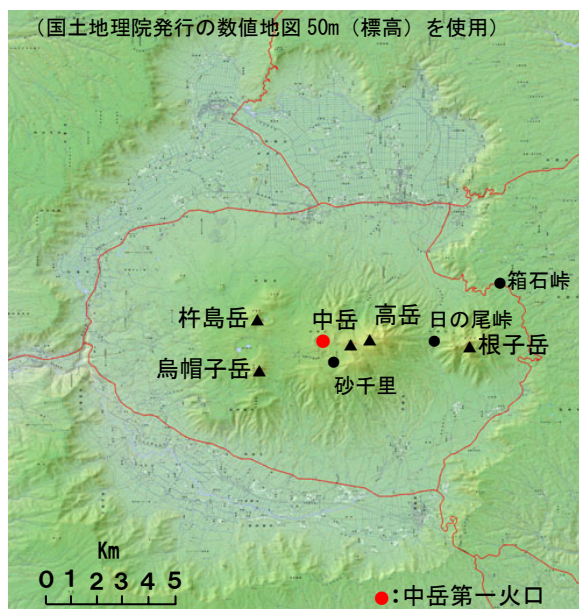 （国土地理院発行の数値地図 50m（標高）を使用）
箱石峠
杵島岳
中岳
高岳
日の尾峠
根子岳
烏帽子岳
砂千里
Km
0 1 2 3 4 5
●:中岳第一火口